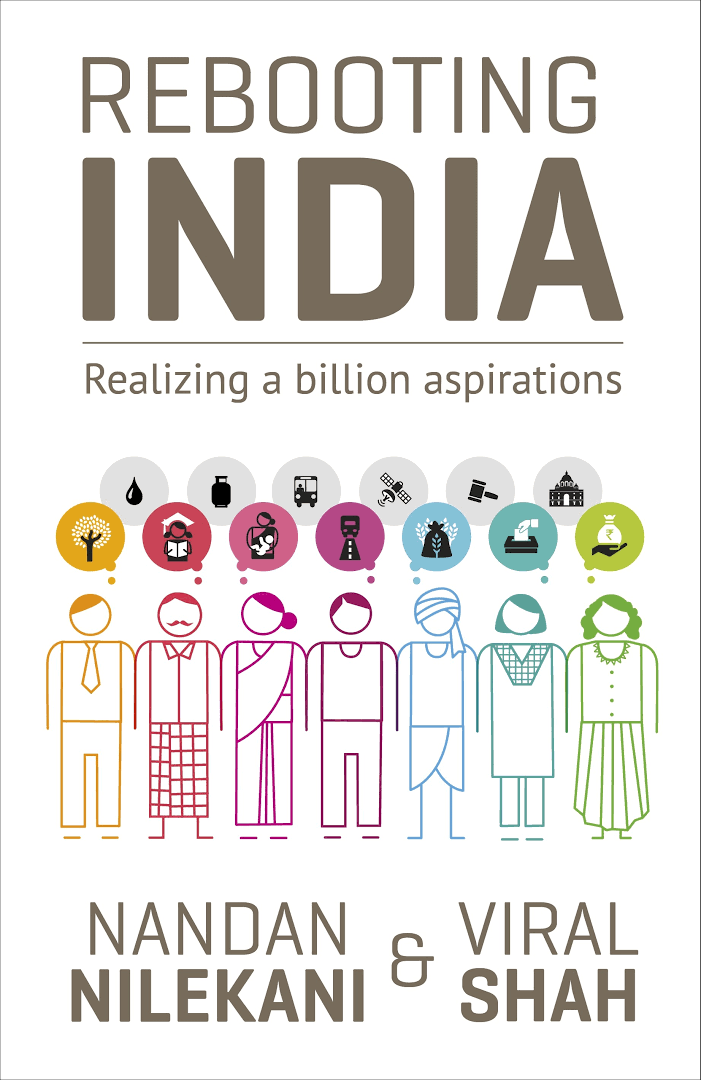 REBOOTING
INDIA
Realizing a billion aspirations
₹
NANDAN
NILEKANI
&
VIRAL
SHAH